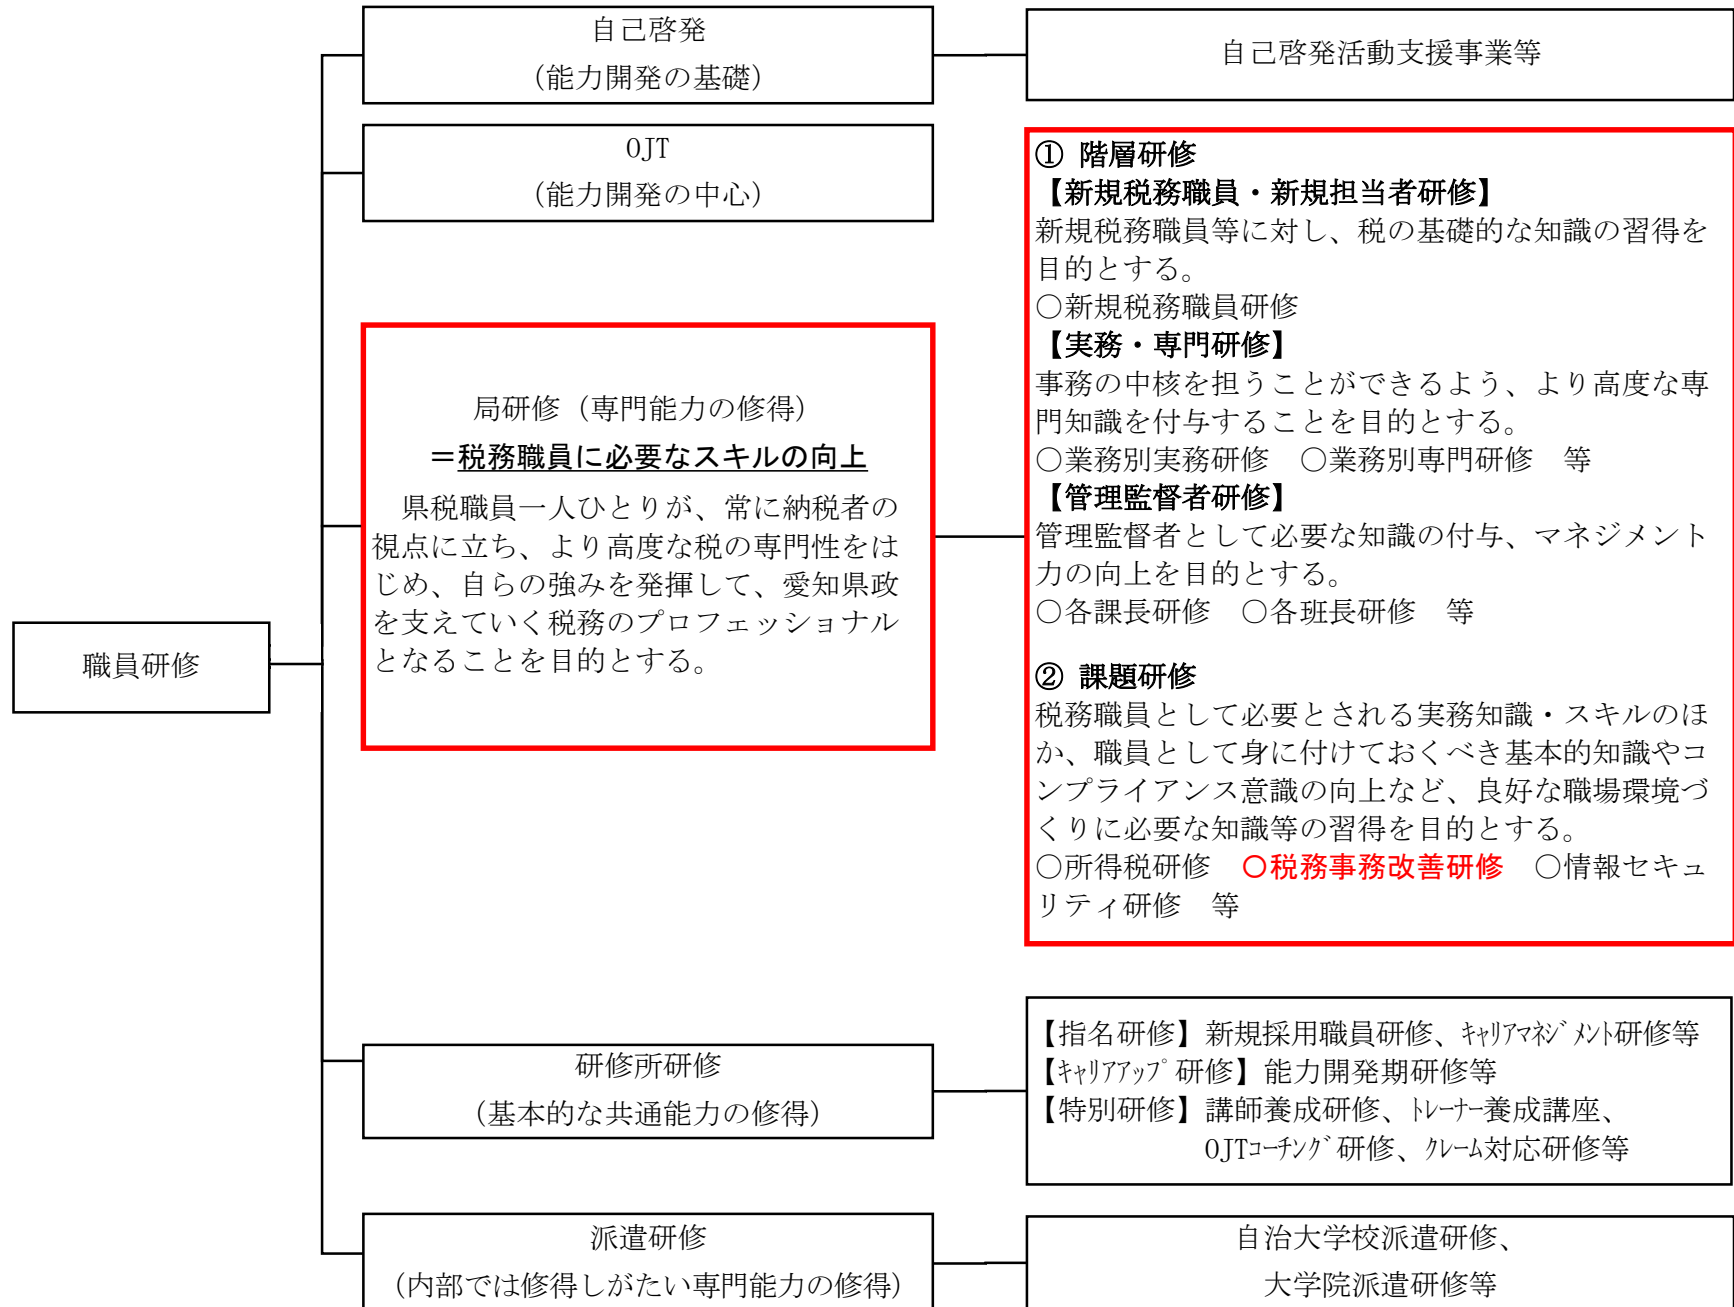 職員研修
自己啓発
（能力開発の基礎）
自己啓発活動支援事業等
OJT
（能力開発の中心）
局研修（専門能力の修得）
＝税務職員に必要なスキルの向上
　県税職員一人ひとりが、常に納税者の
視点に立ち、より高度な税の専門性をは
じめ、自らの強みを発揮して、愛知県政
を支えていく税務のプロフェッショナル
となることを目的とする。
① 階層研修
【新規税務職員・新規担当者研修】
新規税務職員等に対し、税の基礎的な知識の習得を
目的とする。
○新規税務職員研修
【実務・専門研修】
事務の中核を担うことができるよう、より高度な専
門知識を付与することを目的とする。
○業務別実務研修　○業務別専門研修　等
【管理監督者研修】
管理監督者として必要な知識の付与、マネジメント
力の向上を目的とする。
○各課長研修　○各班長研修　等
② 課題研修
税務職員として必要とされる実務知識・スキルのほ
か、職員として身に付けておくべき基本的知識やコ
ンプライアンス意識の向上など、良好な職場環境づ
くりに必要な知識等の習得を目的とする。
○所得税研修　○税務事務改善研修　○情報セキュ
リティ研修　等
研修所研修
（基本的な共通能力の修得）
【指名研修】新規採用職員研修、ｷｬﾘｱﾏﾈｼﾞﾒﾝﾄ研修等
【ｷｬﾘｱｱｯﾌﾟ研修】能力開発期研修等
【特別研修】講師養成研修、ﾄﾚｰﾅｰ養成講座、
OJTｺｰﾁﾝｸﾞ研修、ｸﾚｰﾑ対応研修等
派遣研修
（内部では修得しがたい専門能力の修得）
自治大学校派遣研修、
大学院派遣研修等